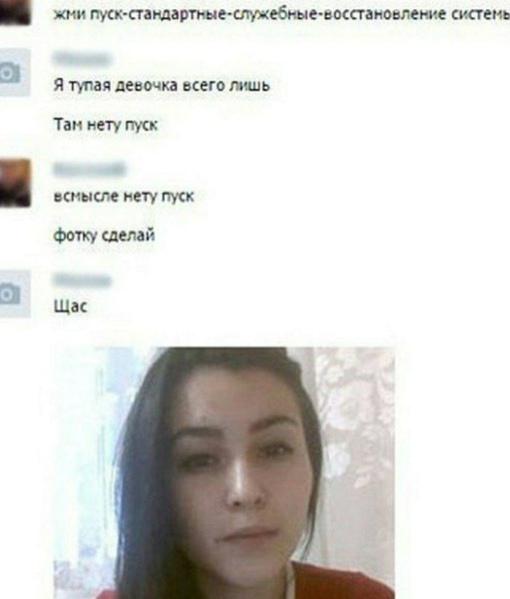 жми пуск-стандартные-служебные-восстановление системы
Я тупая девочка всего лишь
Там нету пуск
всмысле нету пуск
фотку сделай
Щас